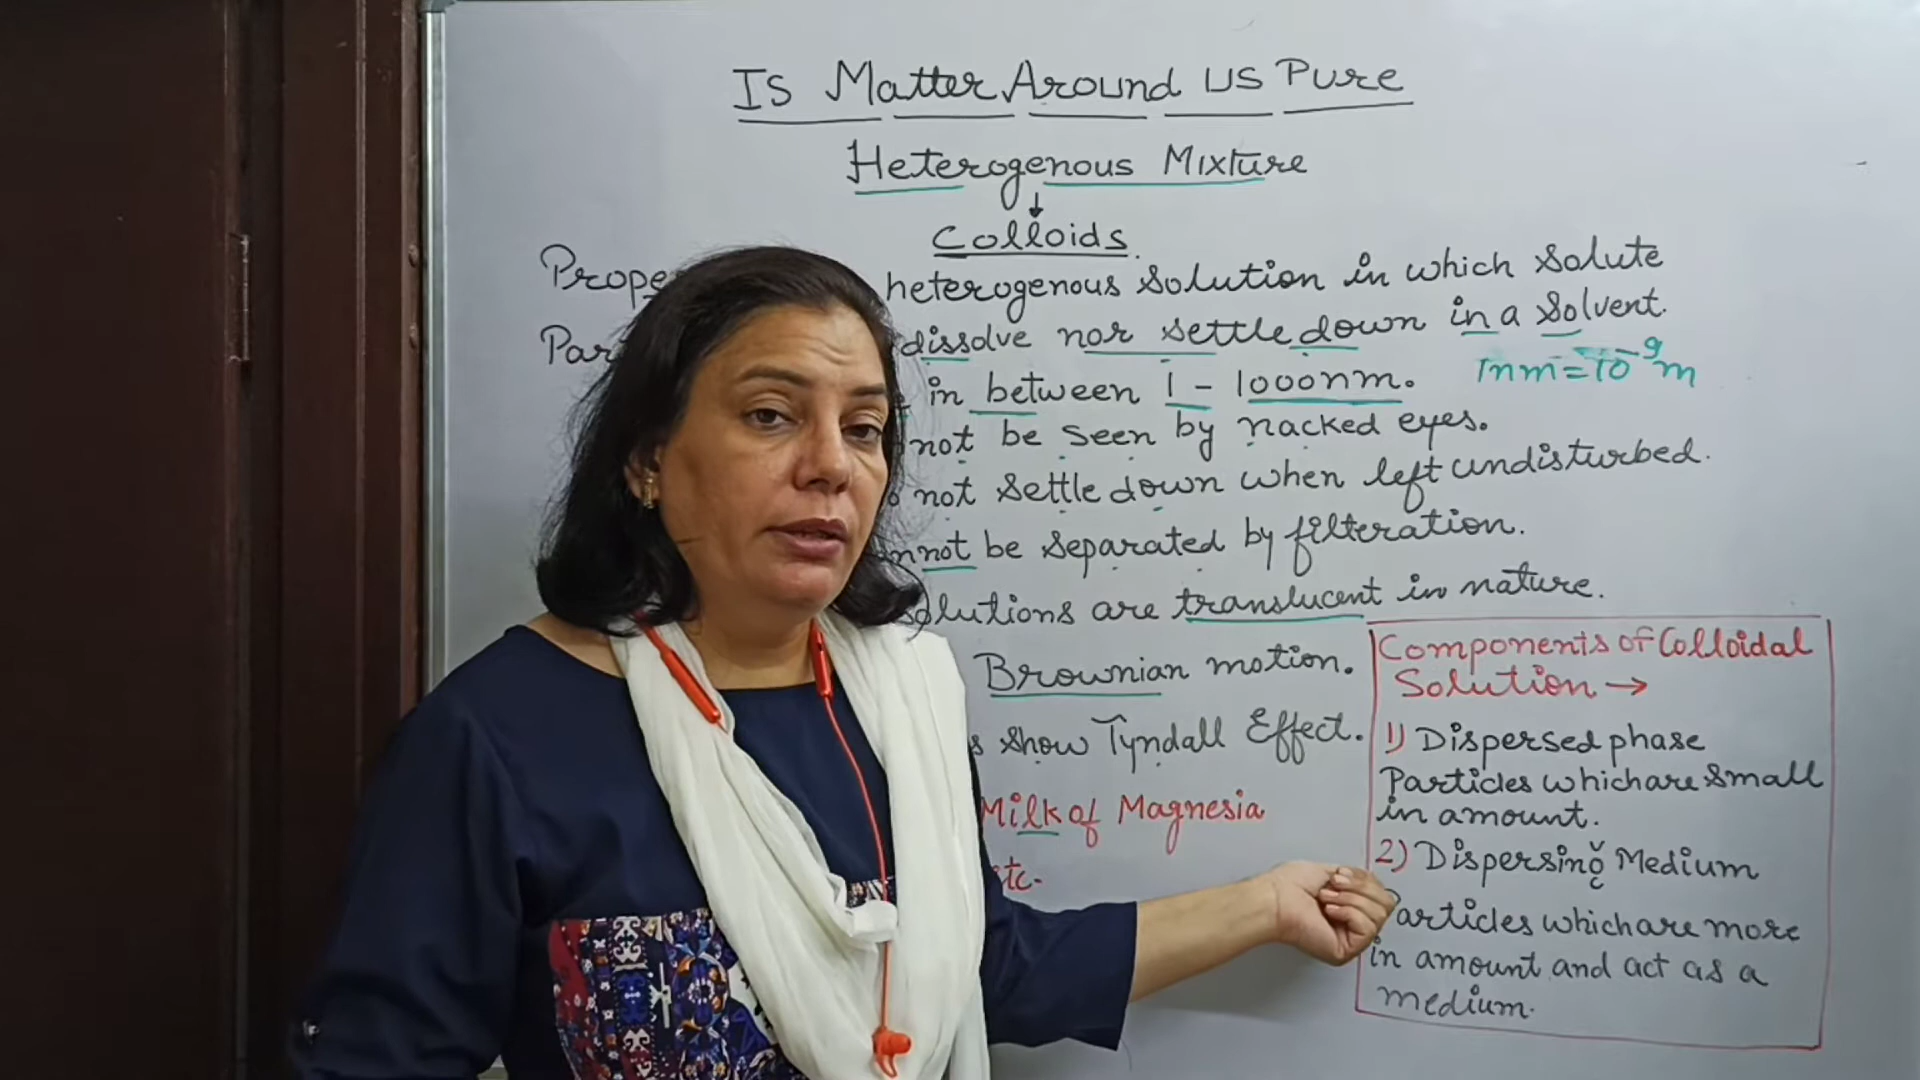 Is Matter Around us Pure
Heterogenous Mixture
↓
Colloids.
Prope heterogenous solution in which solute
Par dissolve nor settle down in a solvent.
in between 1 - 1000nm. 1nm=10⁻⁹m
not be seen by nacked eyes.
not settle down when left undisturbed.
nnot be separated by filteration.
solutions are translucent in nature.
Brownian motion.
s show Tyndall Effect.
Milk of Magnesia
etc.
Components of Colloidal
Solution →
1) Dispersed phase
Particles which are small
in amount.
2) Dispersing Medium
Particles which are more
in amount and act as a
medium.